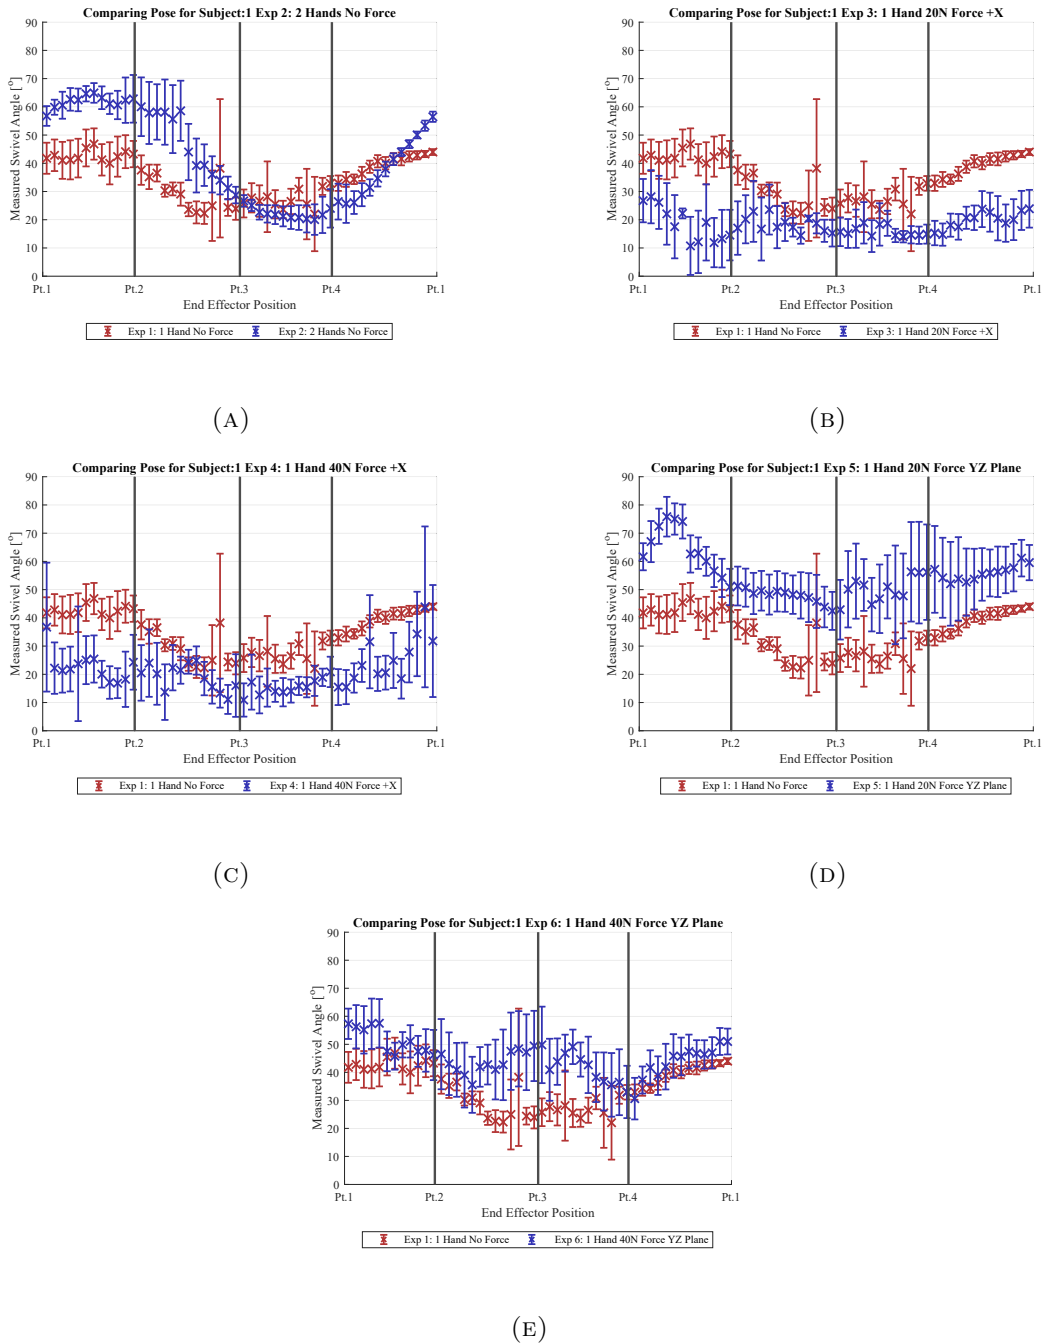 Comparing Pose for Subject:1 Exp 2: 2 Hands No Force
Measured Swivel Angle [°]
90
80
70
60
50
40
30
20
10
0
Pt.1 Pt.2 Pt.3 Pt.4 Pt.1
End Effector Position
Exp 1: 1 Hand No Force Exp 2: 2 Hands No Force
(A)
Comparing Pose for Subject:1 Exp 3: 1 Hand 20N Force +X
Measured Swivel Angle [°]
90
80
70
60
50
40
30
20
10
0
Pt.1 Pt.2 Pt.3 Pt.4 Pt.1
End Effector Position
Exp 1: 1 Hand No Force Exp 3: 1 Hand 20N Force +X
(B)
Comparing Pose for Subject:1 Exp 4: 1 Hand 40N Force +X
Measured Swivel Angle [°]
90
80
70
60
50
40
30
20
10
0
Pt.1 Pt.2 Pt.3 Pt.4 Pt.1
End Effector Position
Exp 1: 1 Hand No Force Exp 4: 1 Hand 40N Force +X
(C)
Comparing Pose for Subject:1 Exp 5: 1 Hand 20N Force YZ Plane
Measured Swivel Angle [°]
90
80
70
60
50
40
30
20
10
0
Pt.1 Pt.2 Pt.3 Pt.4 Pt.1
End Effector Position
Exp 1: 1 Hand No Force Exp 5: 1 Hand 20N Force YZ Plane
(D)
Comparing Pose for Subject:1 Exp 6: 1 Hand 40N Force YZ Plane
Measured Swivel Angle [°]
90
80
70
60
50
40
30
20
10
0
Pt.1 Pt.2 Pt.3 Pt.4 Pt.1
End Effector Position
Exp 1: 1 Hand No Force Exp 6: 1 Hand 40N Force YZ Plane
(E)